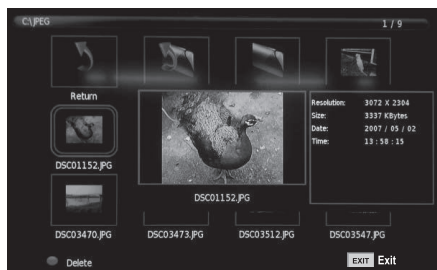 C:\JPEG
1 / 9
Return
Resolution: 3072 X 2304
Size: 3337 KBytes
Date: 2007 / 05 / 02
Time: 13 : 58 : 15
DSC01152.JPG
DSC01152.JPG
DSC03470.JPG DSC03473.JPG DSC03512.JPG DSC03547.JPG
Delete
EXIT Exit